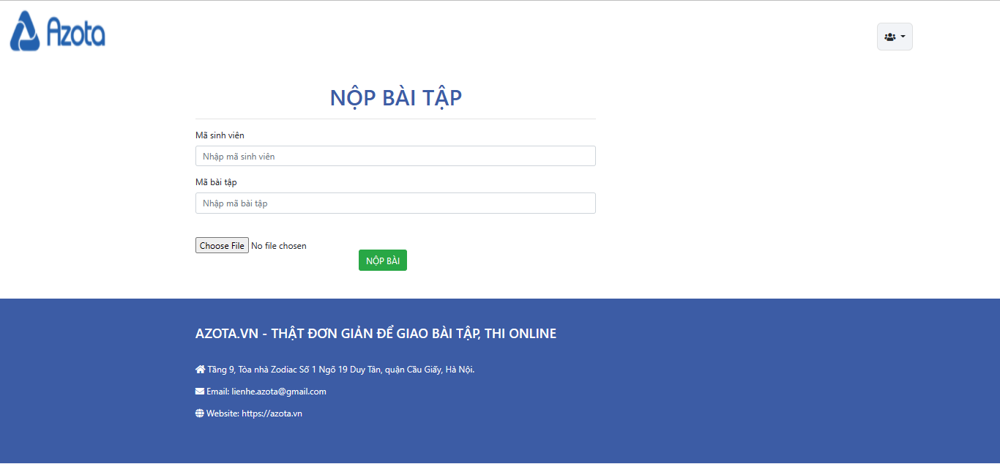 Azota
NỘP BÀI TẬP
Mã sinh viên
Nhập mã sinh viên
Mã bài tập
Nhập mã bài tập
Choose File No file chosen
NỘP BÀI
AZOTA.VN - THẬT ĐƠN GIẢN ĐỂ GIAO BÀI TẬP, THI ONLINE
Tầng 9, Tòa nhà Zodiac Số 1 Ngõ 19 Duy Tân, quận Cầu Giấy, Hà Nội.
Email: lienhe.azota@gmail.com
Website: https://azota.vn